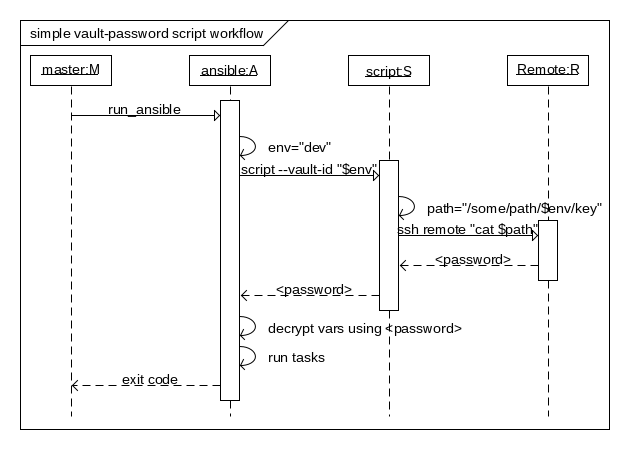 simple vault-password script workflow
master:M
ansible:A
script:S
Remote:R
run_ansible
env="dev"
script --vault-id "$env"
path="/some/path/$env/key"
ssh remote "cat $path"
<password>
<password>
decrypt vars using <password>
run tasks
exit code